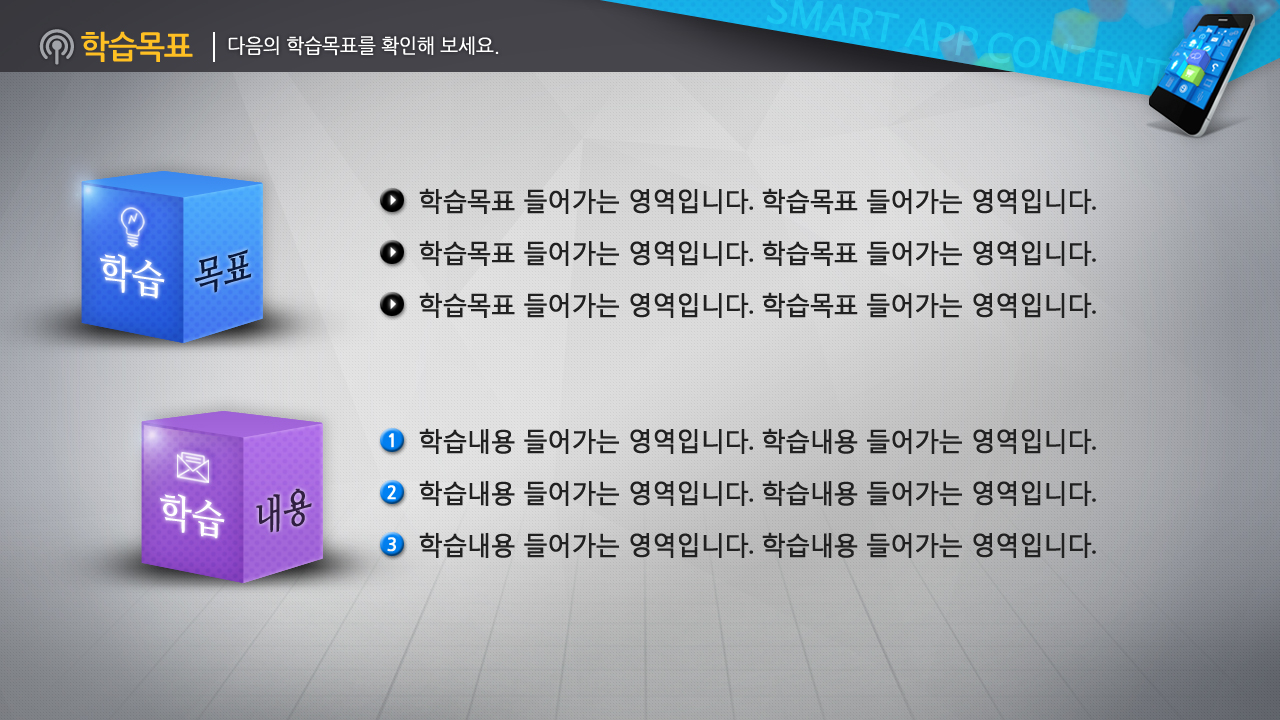 학습목표 다음의 학습목표를 확인해 보세요.
SMART APP CONTENT
학습 목표
학습목표 들어가는 영역입니다. 학습목표 들어가는 영역입니다.
학습목표 들어가는 영역입니다. 학습목표 들어가는 영역입니다.
학습목표 들어가는 영역입니다. 학습목표 들어가는 영역입니다.
학습 내용
1 학습내용 들어가는 영역입니다. 학습내용 들어가는 영역입니다.
2 학습내용 들어가는 영역입니다. 학습내용 들어가는 영역입니다.
3 학습내용 들어가는 영역입니다. 학습내용 들어가는 영역입니다.